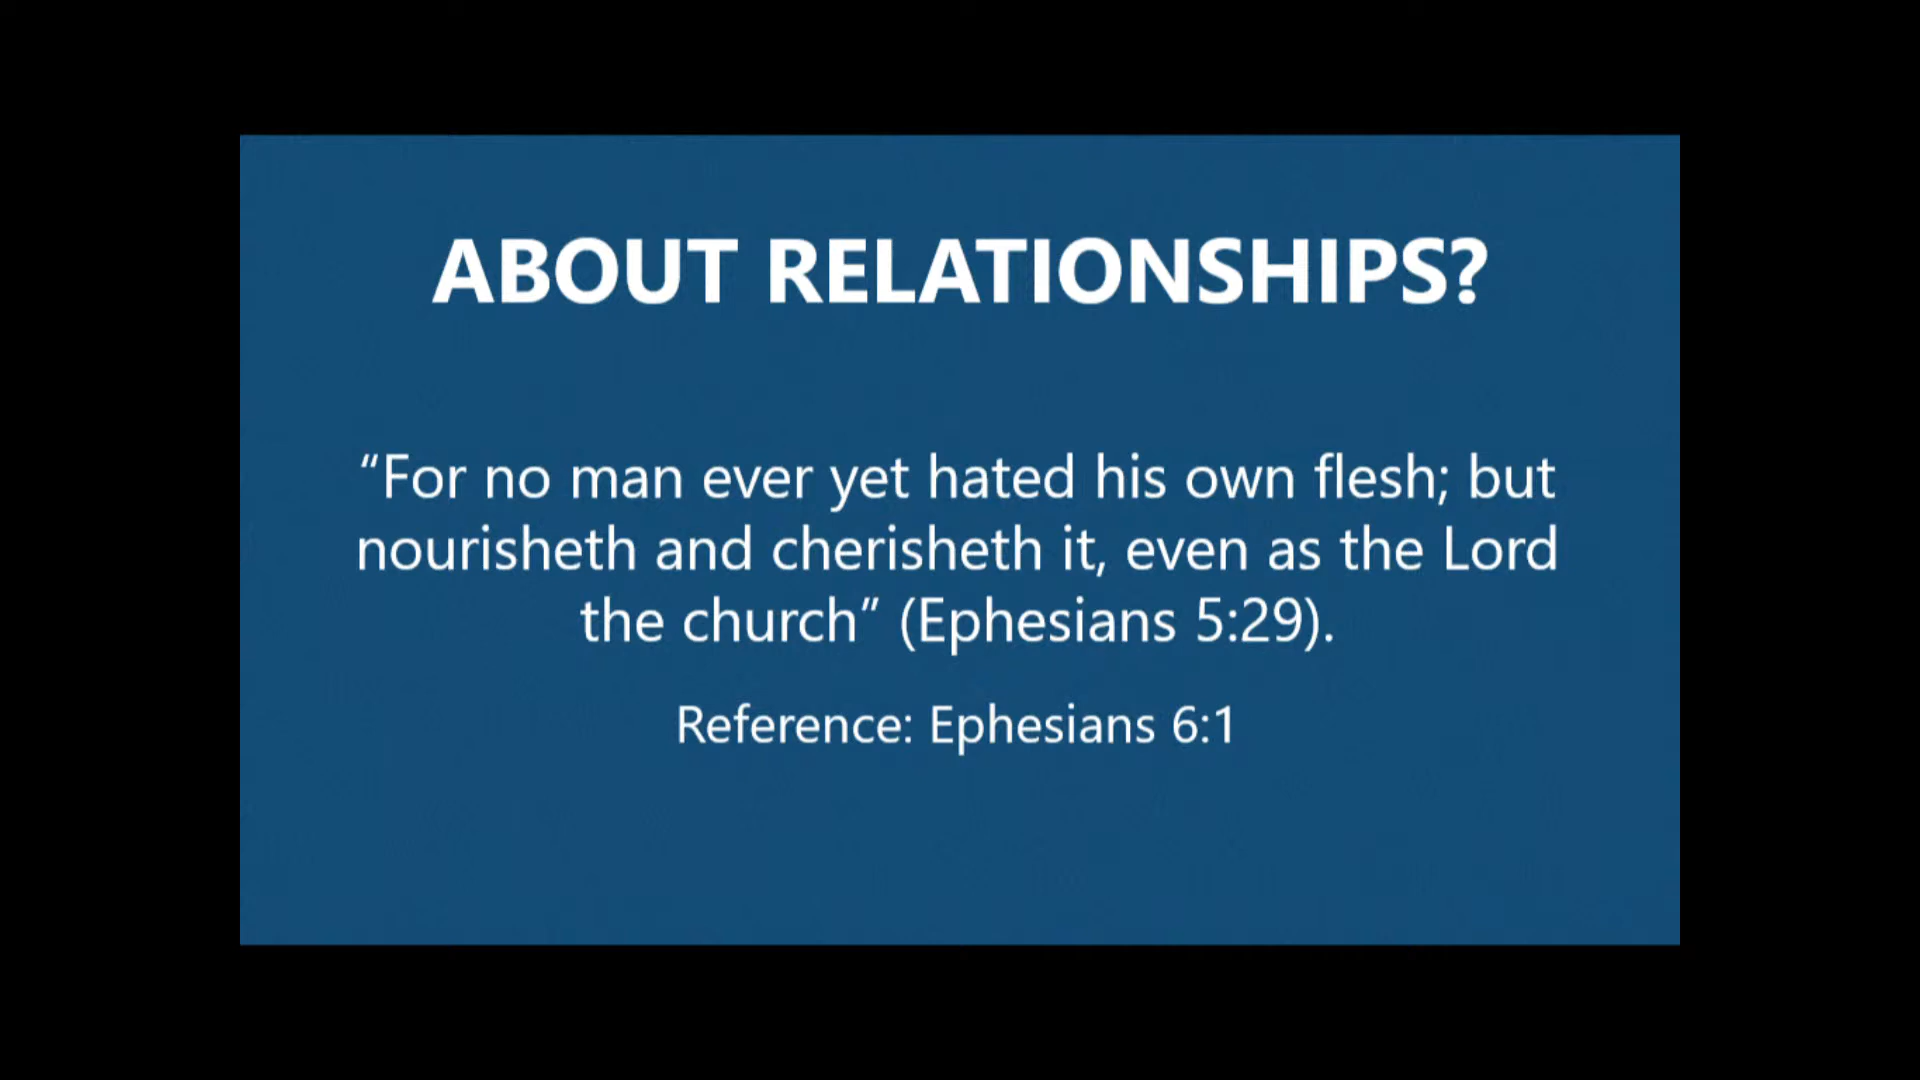 ABOUT RELATIONSHIPS?
“For no man ever yet hated his own flesh; but
nourisheth and cherisheth it, even as the Lord
the church” (Ephesians 5:29).
Reference: Ephesians 6:1